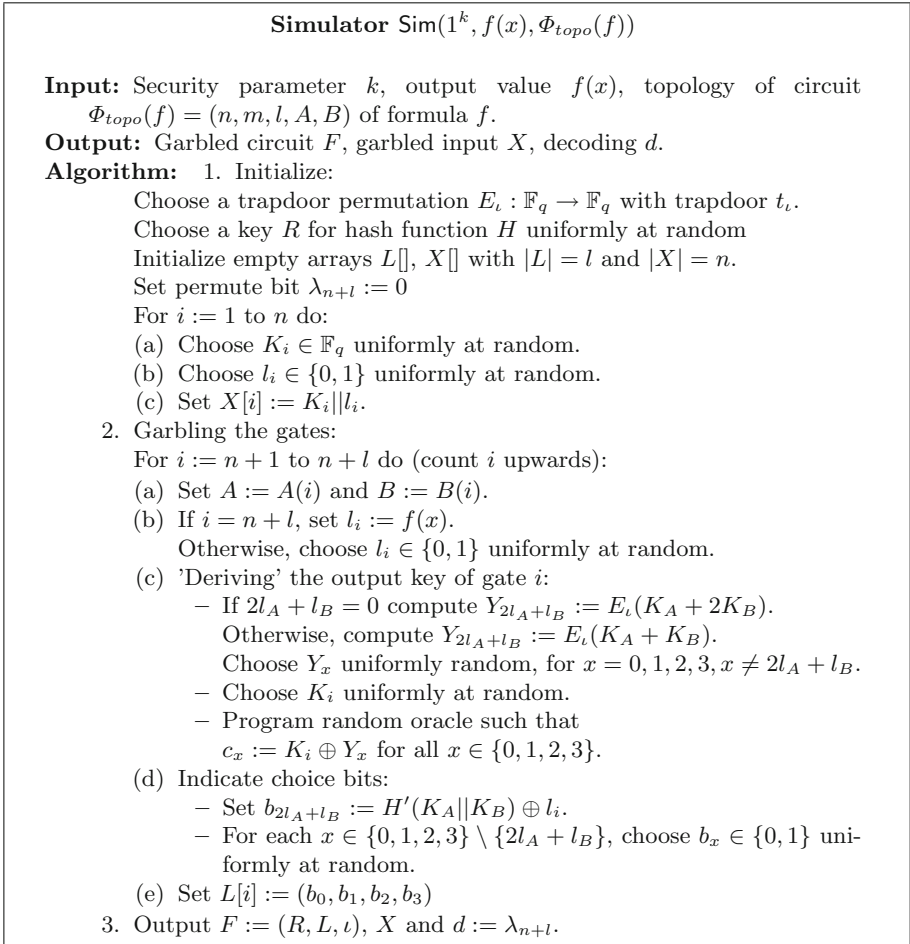 Simulator Sim(1^k, f(x), Φ_topo(f))
Input: Security parameter k, output value f(x), topology of circuit
Φ_topo(f) = (n, m, l, A, B) of formula f.
Output: Garbled circuit F, garbled input X, decoding d.
Algorithm: 1. Initialize:
Choose a trapdoor permutation E_ι : 𝔽_q → 𝔽_q with trapdoor t_ι.
Choose a key R for hash function H uniformly at random
Initialize empty arrays L[], X[] with |L| = l and |X| = n.
Set permute bit λ_{n+l} := 0
For i := 1 to n do:
(a) Choose K_i ∈ 𝔽_q uniformly at random.
(b) Choose l_i ∈ {0, 1} uniformly at random.
(c) Set X[i] := K_i||l_i.
2. Garbling the gates:
For i := n + 1 to n + l do (count i upwards):
(a) Set A := A(i) and B := B(i).
(b) If i = n + l, set l_i := f(x).
Otherwise, choose l_i ∈ {0, 1} uniformly at random.
(c) 'Deriving' the output key of gate i:
– If 2l_A + l_B = 0 compute Y_{2l_A+l_B} := E_ι(K_A + 2K_B).
Otherwise, compute Y_{2l_A+l_B} := E_ι(K_A + K_B).
Choose Y_x uniformly random, for x = 0, 1, 2, 3, x ≠ 2l_A + l_B.
– Choose K_i uniformly at random.
– Program random oracle such that
c_x := K_i ⊕ Y_x for all x ∈ {0, 1, 2, 3}.
(d) Indicate choice bits:
– Set b_{2l_A+l_B} := H′(K_A||K_B) ⊕ l_i.
– For each x ∈ {0, 1, 2, 3} \ {2l_A + l_B}, choose b_x ∈ {0, 1} uni-
formly at random.
(e) Set L[i] := (b_0, b_1, b_2, b_3)
3. Output F := (R, L, ι), X and d := λ_{n+l}.